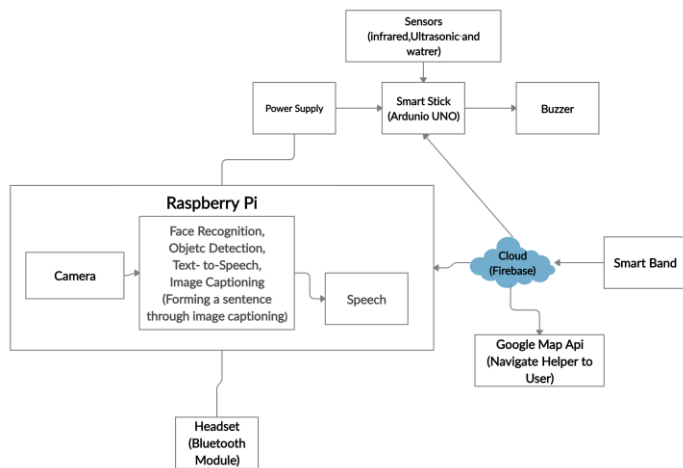 Sensors
(infrared,Ultrasonic and
watrer)
Power Supply
Smart Stick
(Ardunio UNO)
Buzzer
Raspberry Pi
Camera
Face Recognition,
Objetc Detection,
Text- to-Speech,
Image Captioning
(Forming a sentence
through image captioning)
Speech
Cloud
(Firebase)
Smart Band
Google Map Api
(Navigate Helper to
User)
Headset
(Bluetooth
Module)